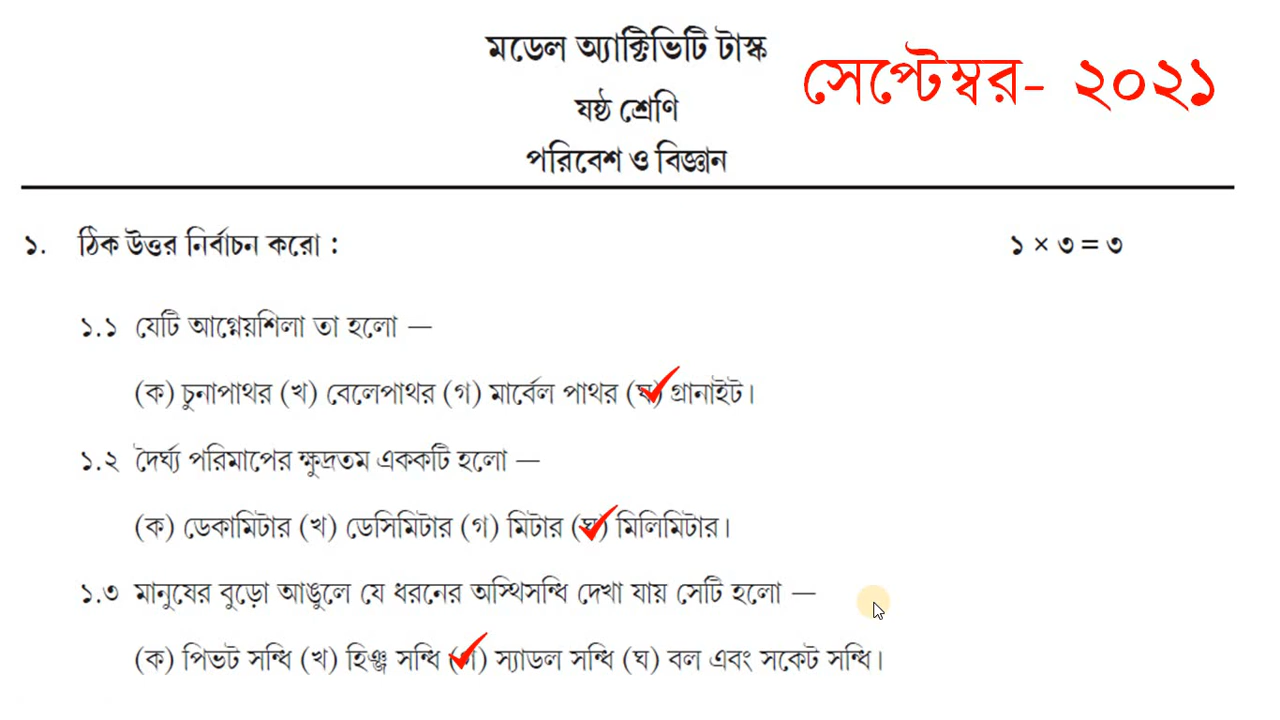 মডেল অ্যাক্টিভিটি টাস্ক
সেপ্টেম্বর- ২০২১
ষষ্ঠ শ্রেণি
পরিবেশ ও বিজ্ঞান
১. ঠিক উত্তর নির্বাচন করো : ১ × ৩ = ৩
১.১ যেটি আগ্নেয়শিলা তা হলো —
(ক) চুনাপাথর (খ) বেলেপাথর (গ) মার্বেল পাথর (ঘ) গ্রানাইট।
১.২ দৈর্ঘ্য পরিমাপের ক্ষুদ্রতম এককটি হলো —
(ক) ডেকামিটার (খ) ডেসিমিটার (গ) মিটার (ঘ) মিলিমিটার।
১.৩ মানুষের বুড়ো আঙুলে যে ধরনের অস্থিসন্ধি দেখা যায় সেটি হলো —
(ক) পিভট সন্ধি (খ) হিঞ্জ সন্ধি (গ) স্যাডল সন্ধি (ঘ) বল এবং সকেট সন্ধি।